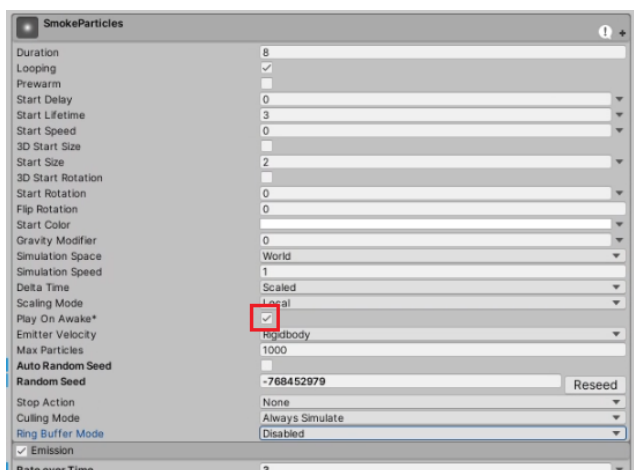 SmokeParticles
Duration 8
Looping
Prewarm
Start Delay 0
Start Lifetime 3
Start Speed 0
3D Start Size
Start Size 2
3D Start Rotation
Start Rotation 0
Flip Rotation 0
Start Color
Gravity Modifier 0
Simulation Space World
Simulation Speed 1
Delta Time Scaled
Scaling Mode Local
Play On Awake*
Emitter Velocity Rigidbody
Max Particles 1000
Auto Random Seed
Random Seed -768452979 Reseed
Stop Action None
Culling Mode Always Simulate
Ring Buffer Mode Disabled
Emission
Rate over Time